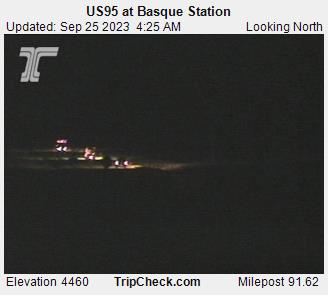 US95 at Basque Station
Updated: Sep 25 2023 4:25 AM Looking North
Elevation 4460 TripCheck.com Milepost 91.62